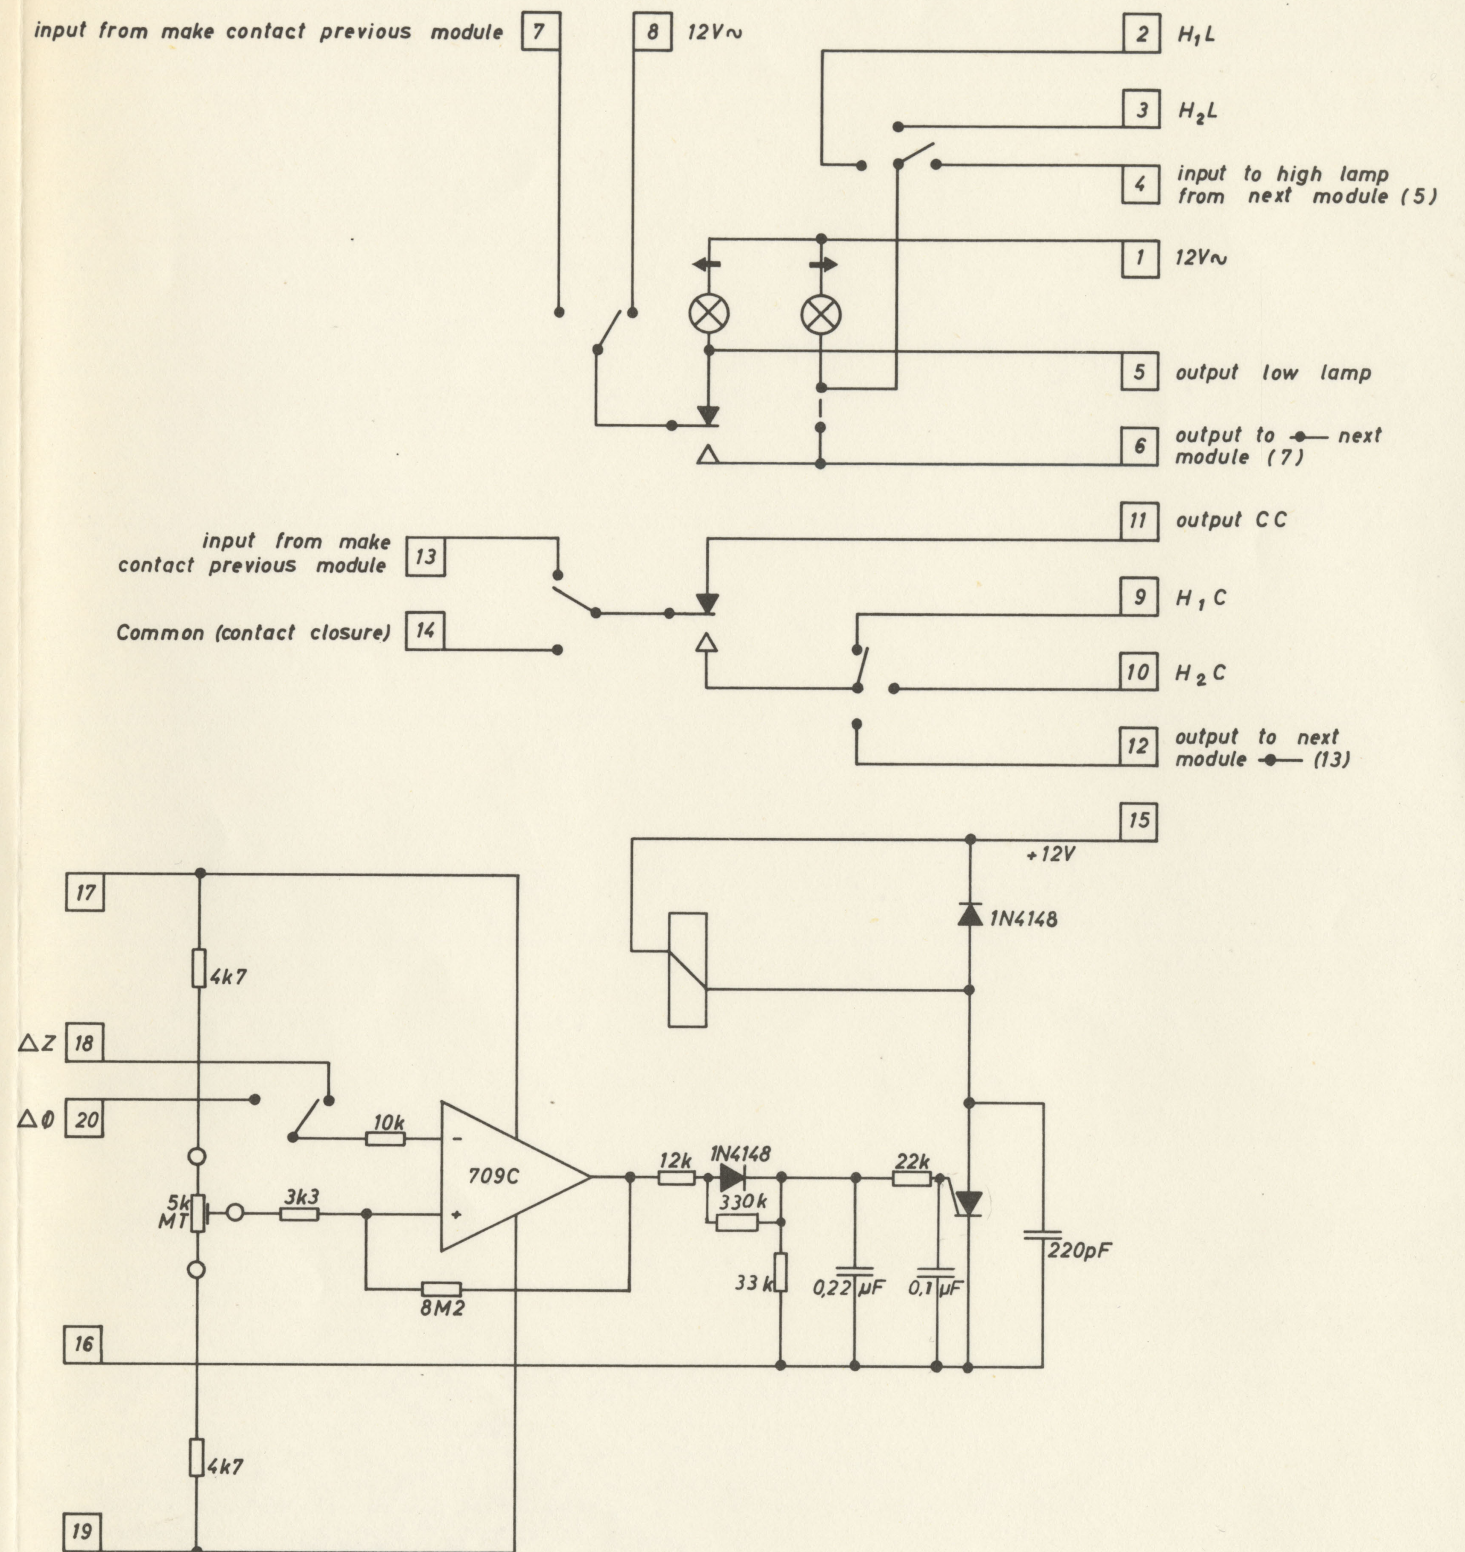 input from make contact previous module 7 8 12V~
2 H₁L
3 H₂L
4 input to high lamp
from next module (5)
1 12V~
5 output low lamp
6 output to next
module (7)
11 output CC
input from make
contact previous module 13
9 H₁C
Common (contact closure) 14
10 H₂C
12 output to next
module (13)
15
+12V
17
1N4148
4k7
ΔZ 18
ΔΦ 20
10k
709C
-
+
12k
1N4148
22k
330k
5k
MT
3k3
220pF
33k
0,22 µF
0,1 µF
8M2
16
4k7
19